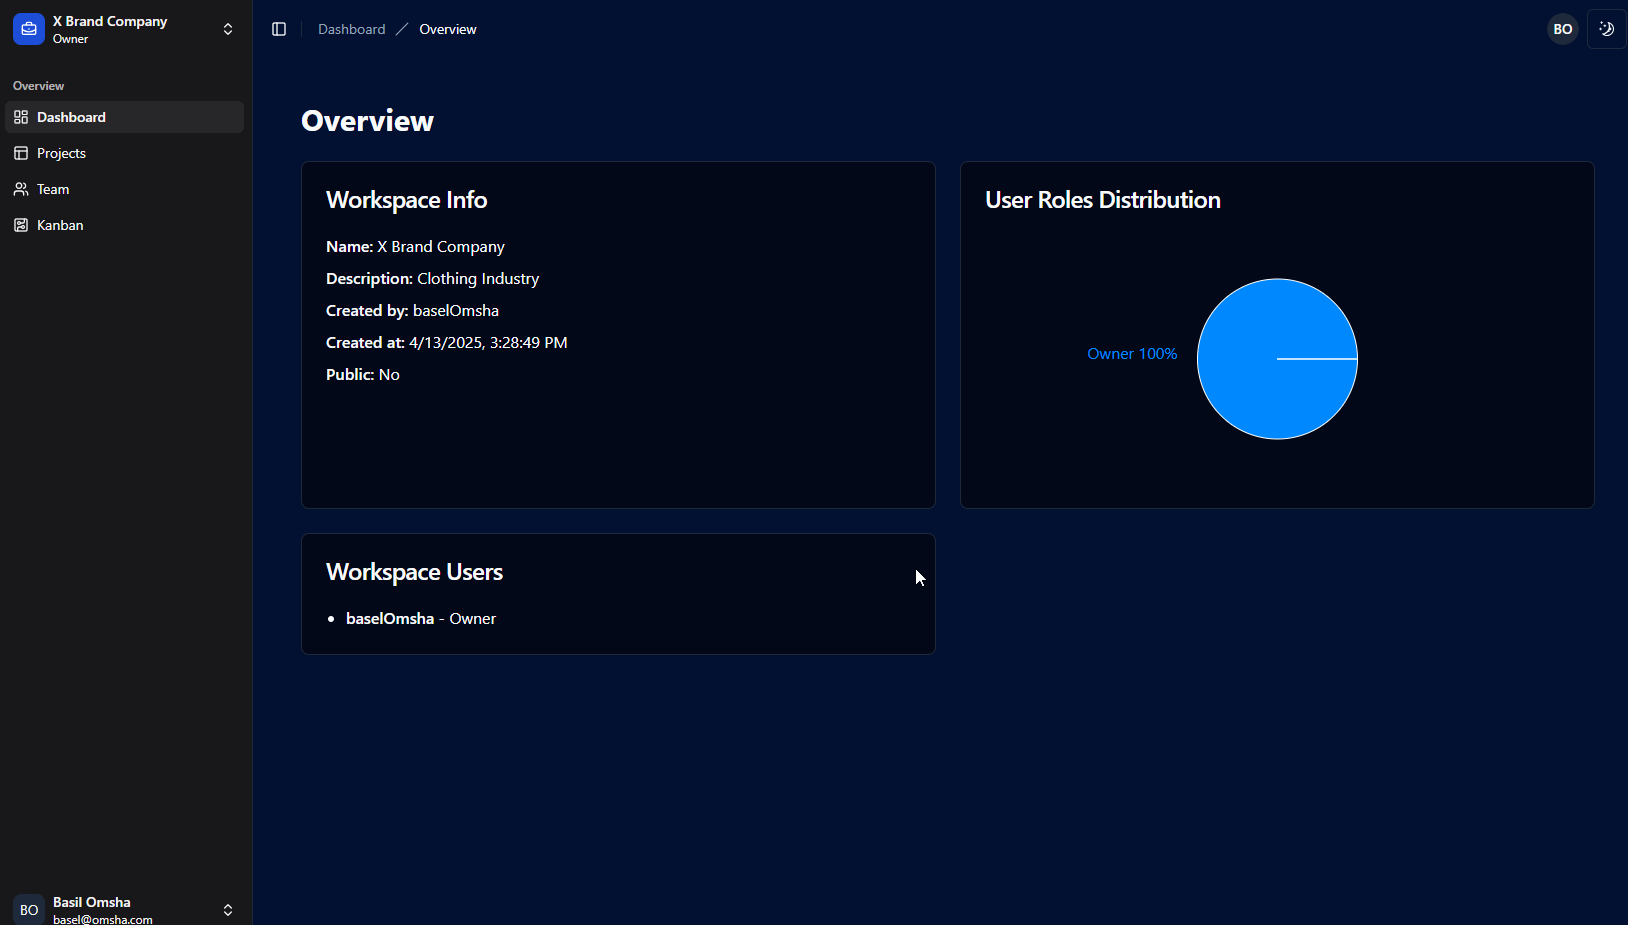 X Brand Company
Owner
Overview
Dashboard
Projects
Team
Kanban
BO
Basil Omsha
basel@omsha.com
Dashboard / Overview
BO
Overview
Workspace Info
Name: X Brand Company
Description: Clothing Industry
Created by: baselOmsha
Created at: 4/13/2025, 3:28:49 PM
Public: No
User Roles Distribution
Owner 100%
Workspace Users
• baselOmsha - Owner